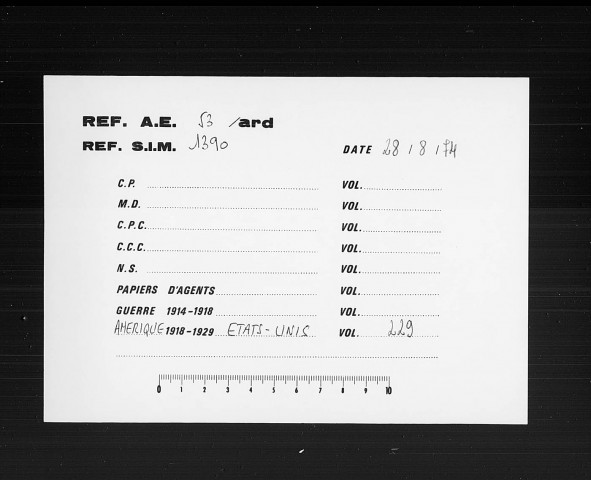 REF. A.E. 53 /ard
REF. S.I.M. 1390
DATE 28 / 8 / 74
C.P. VOL.
M.D. VOL.
C.P.C. VOL.
C.C.C. VOL.
N.S. VOL.
PAPIERS D'AGENTS VOL.
GUERRE 1914-1918 VOL.
AMERIQUE 1918-1929 ETATS-UNIS VOL. 229
0 1 2 3 4 5 6 7 8 9 10